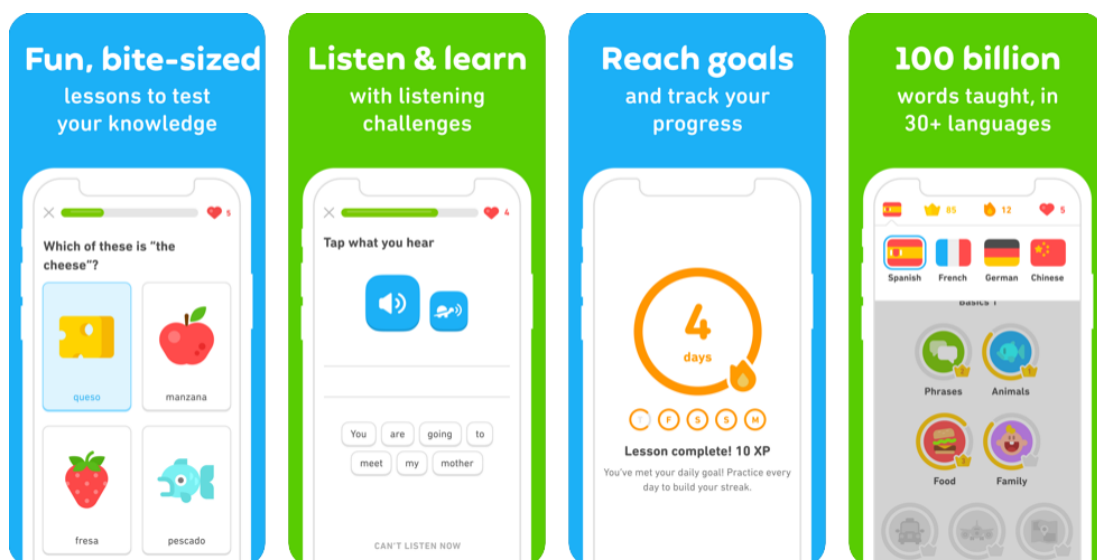 Fun, bite-sized
lessons to test
your knowledge
5
Which of these is "the
cheese"?
queso
manzana
fresa
pescado
Listen & learn
with listening
challenges
4
Tap what you hear
You are going to
meet my mother
CAN'T LISTEN NOW
Reach goals
and track your
progress
4
days
T F S S M
Lesson complete! 10 XP
You've met your daily goal! Practice every
day to build your streak.
100 billion
words taught, in
30+ languages
85 12 5
Spanish French German Chinese
Basics 1
Phrases Animals
Food Family